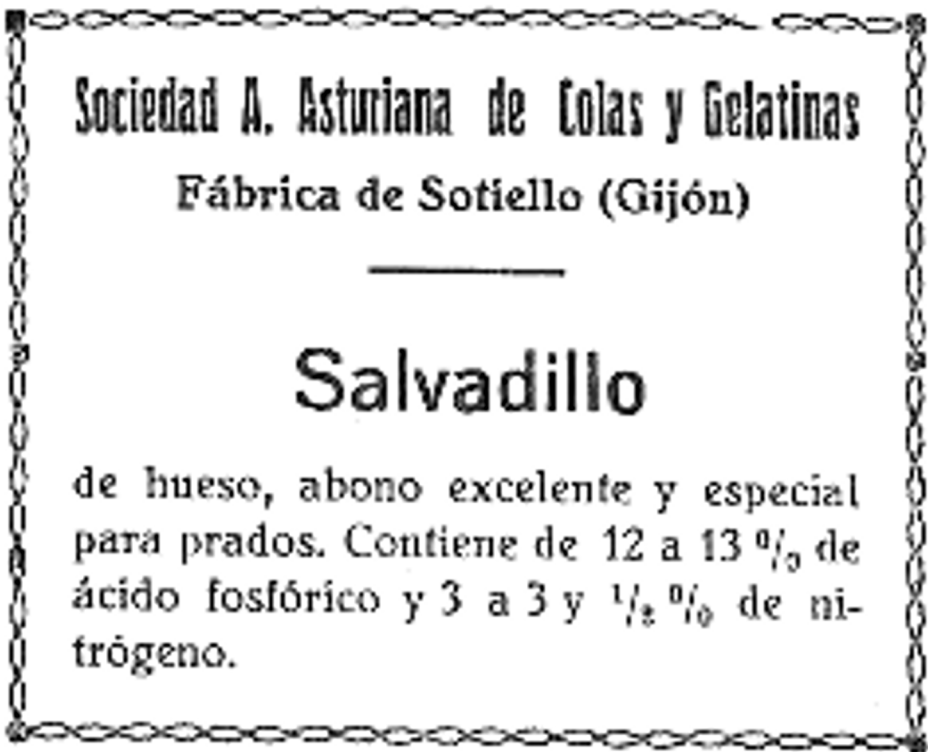 Sociedad A. Asturiana de Colas y Gelatinas
Fábrica de Sotiello (Gijón)
Salvadillo
de hueso, abono excelente y especial
para prados. Contiene de 12 a 13 % de
ácido fosfórico y 3 a 3 y ½ % de ni-
trógeno.